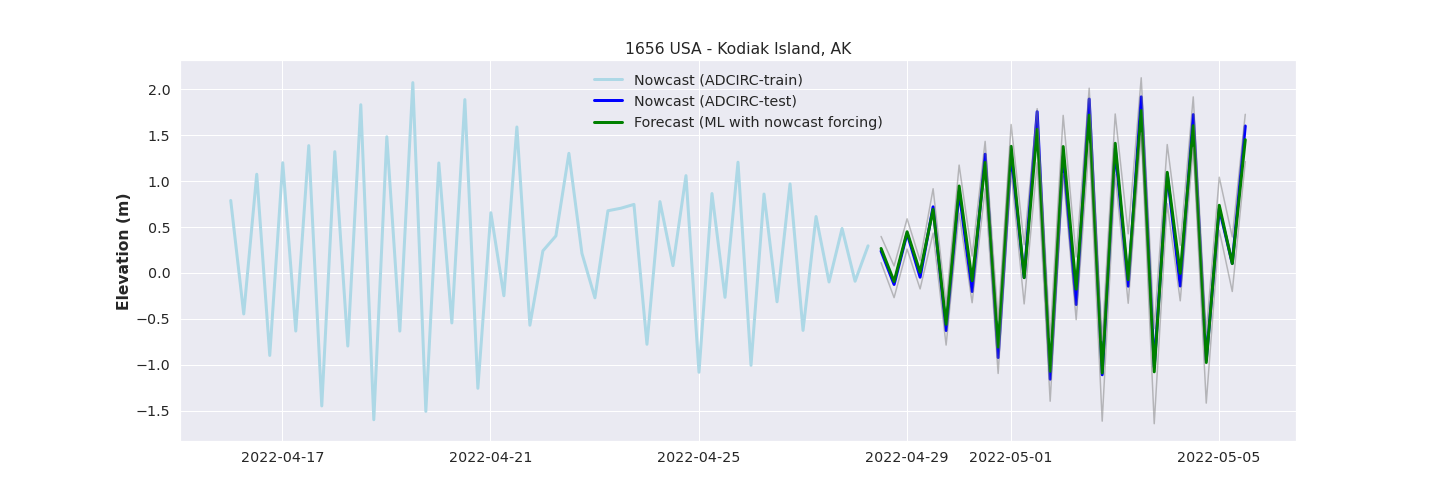 1656 USA - Kodiak Island, AK
Nowcast (ADCIRC-train)
Nowcast (ADCIRC-test)
Forecast (ML with nowcast forcing)
Elevation (m)
2.0
1.5
1.0
0.5
0.0
−0.5
−1.0
−1.5
2022-04-17 2022-04-21 2022-04-25 2022-04-29 2022-05-01 2022-05-05